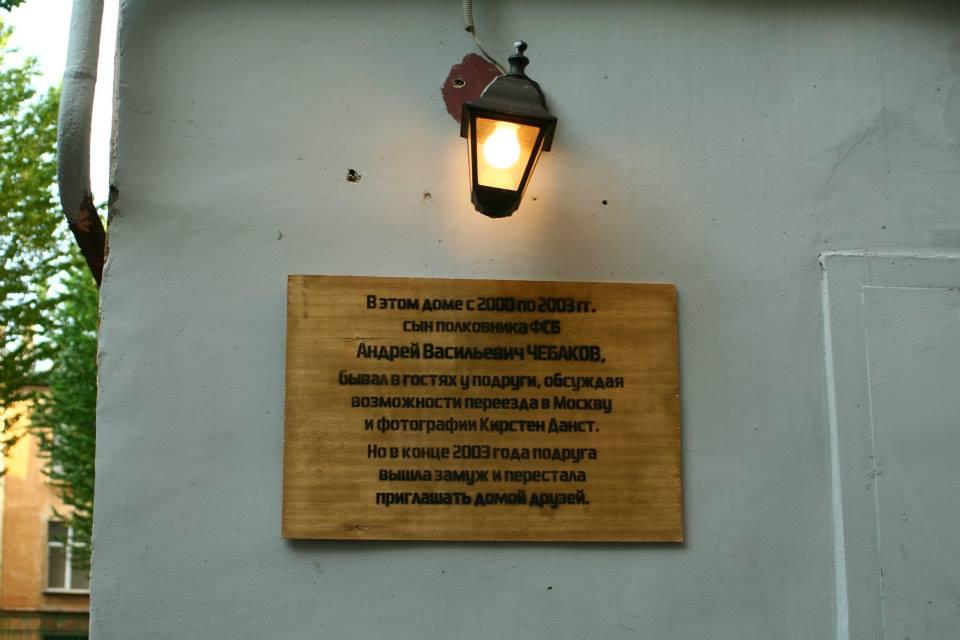 В этом доме с 2000 по 2003 гг.
сын полковника ФСБ
Андрей Васильевич ЧЕБАКОВ,
бывал в гостях у подруги, обсуждая
возможности переезда в Москву
и фотографии Кирстен Данст.
Но в конце 2003 года подруга
вышла замуж и перестала
приглашать домой друзей.